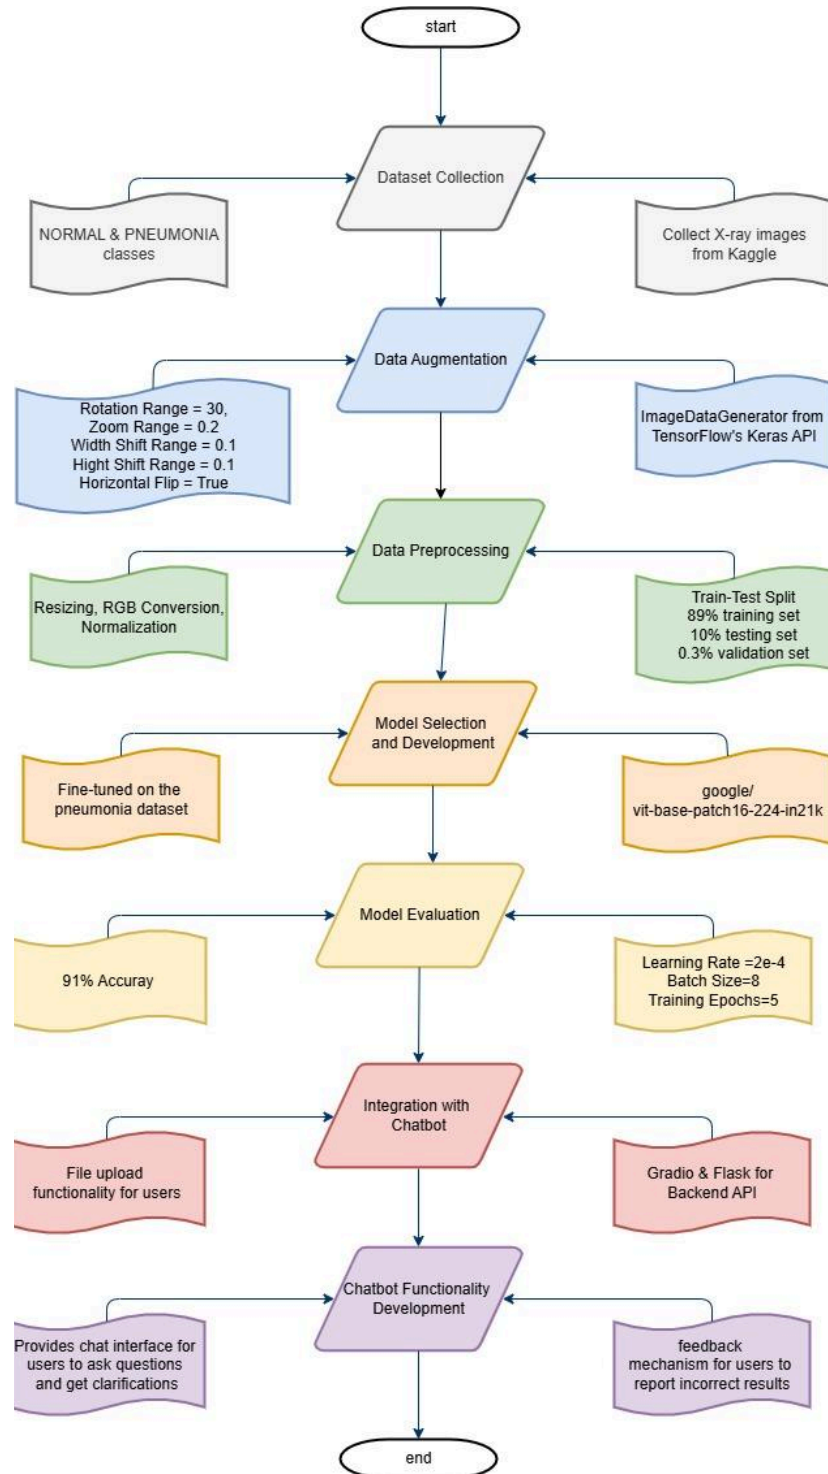 start
Dataset Collection
NORMAL & PNEUMONIA
classes
Collect X-ray images
from Kaggle
Data Augmentation
Rotation Range = 30,
Zoom Range = 0.2
Width Shift Range = 0.1
Hight Shift Range = 0.1
Horizontal Flip = True
ImageDataGenerator from
TensorFlow's Keras API
Data Preprocessing
Resizing, RGB Conversion,
Normalization
Train-Test Split
89% training set
10% testing set
0.3% validation set
Model Selection
and Development
Fine-tuned on the
pneumonia dataset
google/
vit-base-patch16-224-in21k
Model Evaluation
91% Accuray
Learning Rate =2e-4
Batch Size=8
Training Epochs=5
Integration with
Chatbot
File upload
functionality for users
Gradio & Flask for
Backend API
Chatbot Functionality
Development
Provides chat interface for
users to ask questions
and get clarifications
feedback
mechanism for users to
report incorrect results
end